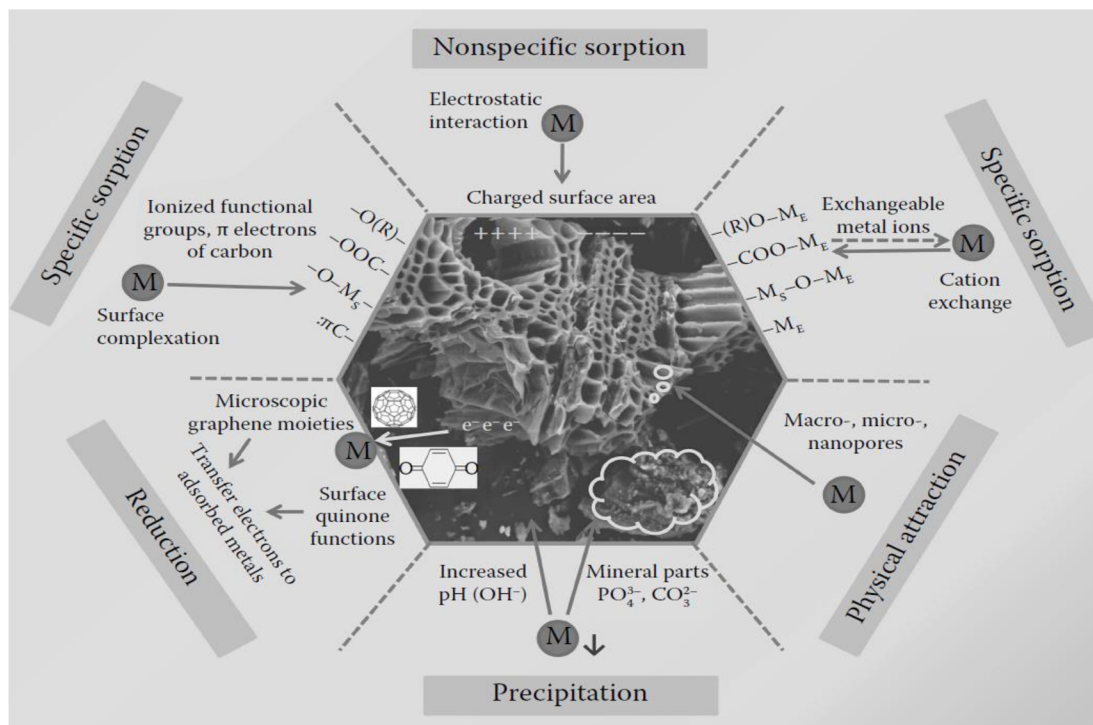 Nonspecific sorption
Electrostatic
interaction
M
Charged surface area
++++ −−−−
Specific sorption
Ionized functional
groups, π electrons
of carbon
M
Surface
complexation
–O(R)–
–OOC–
–O–M_S–
:πC–
Specific sorption
–(R)O–M_E
–COO–M_E
–M_S–O–M_E
–M_E
Exchangeable
metal ions
M
Cation
exchange
Reduction
Microscopic
graphene moieties
M
e⁻ e⁻ e⁻
O O
Transfer electrons to
adsorbed metals
Surface
quinone
functions
Physical attraction
Macro-, micro-,
nanopores
M
Increased
pH (OH⁻)
Mineral parts
PO₄³⁻, CO₃²⁻
M
Precipitation